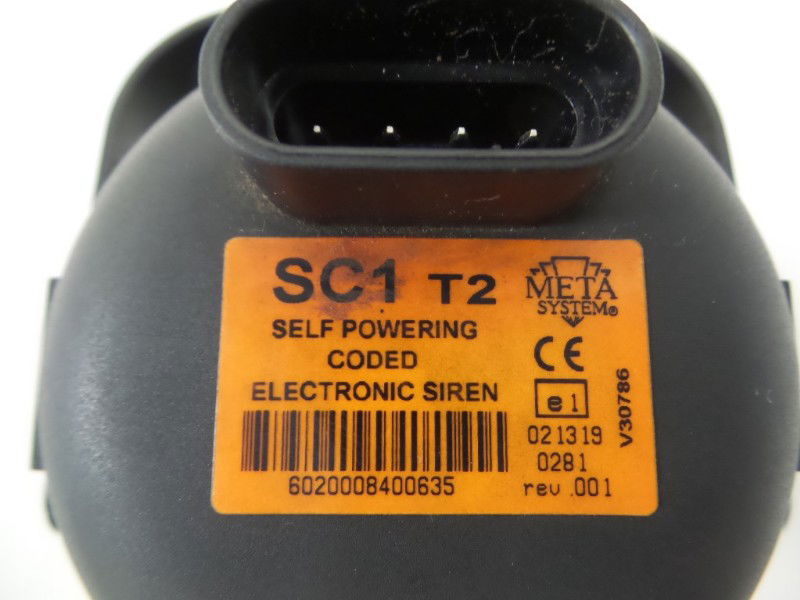 SC1 T2
META
SYSTEM®
SELF POWERING
CODED
ELECTRONIC SIREN
CE
e1
021319
0281
rev .001
V30786
6020008400635